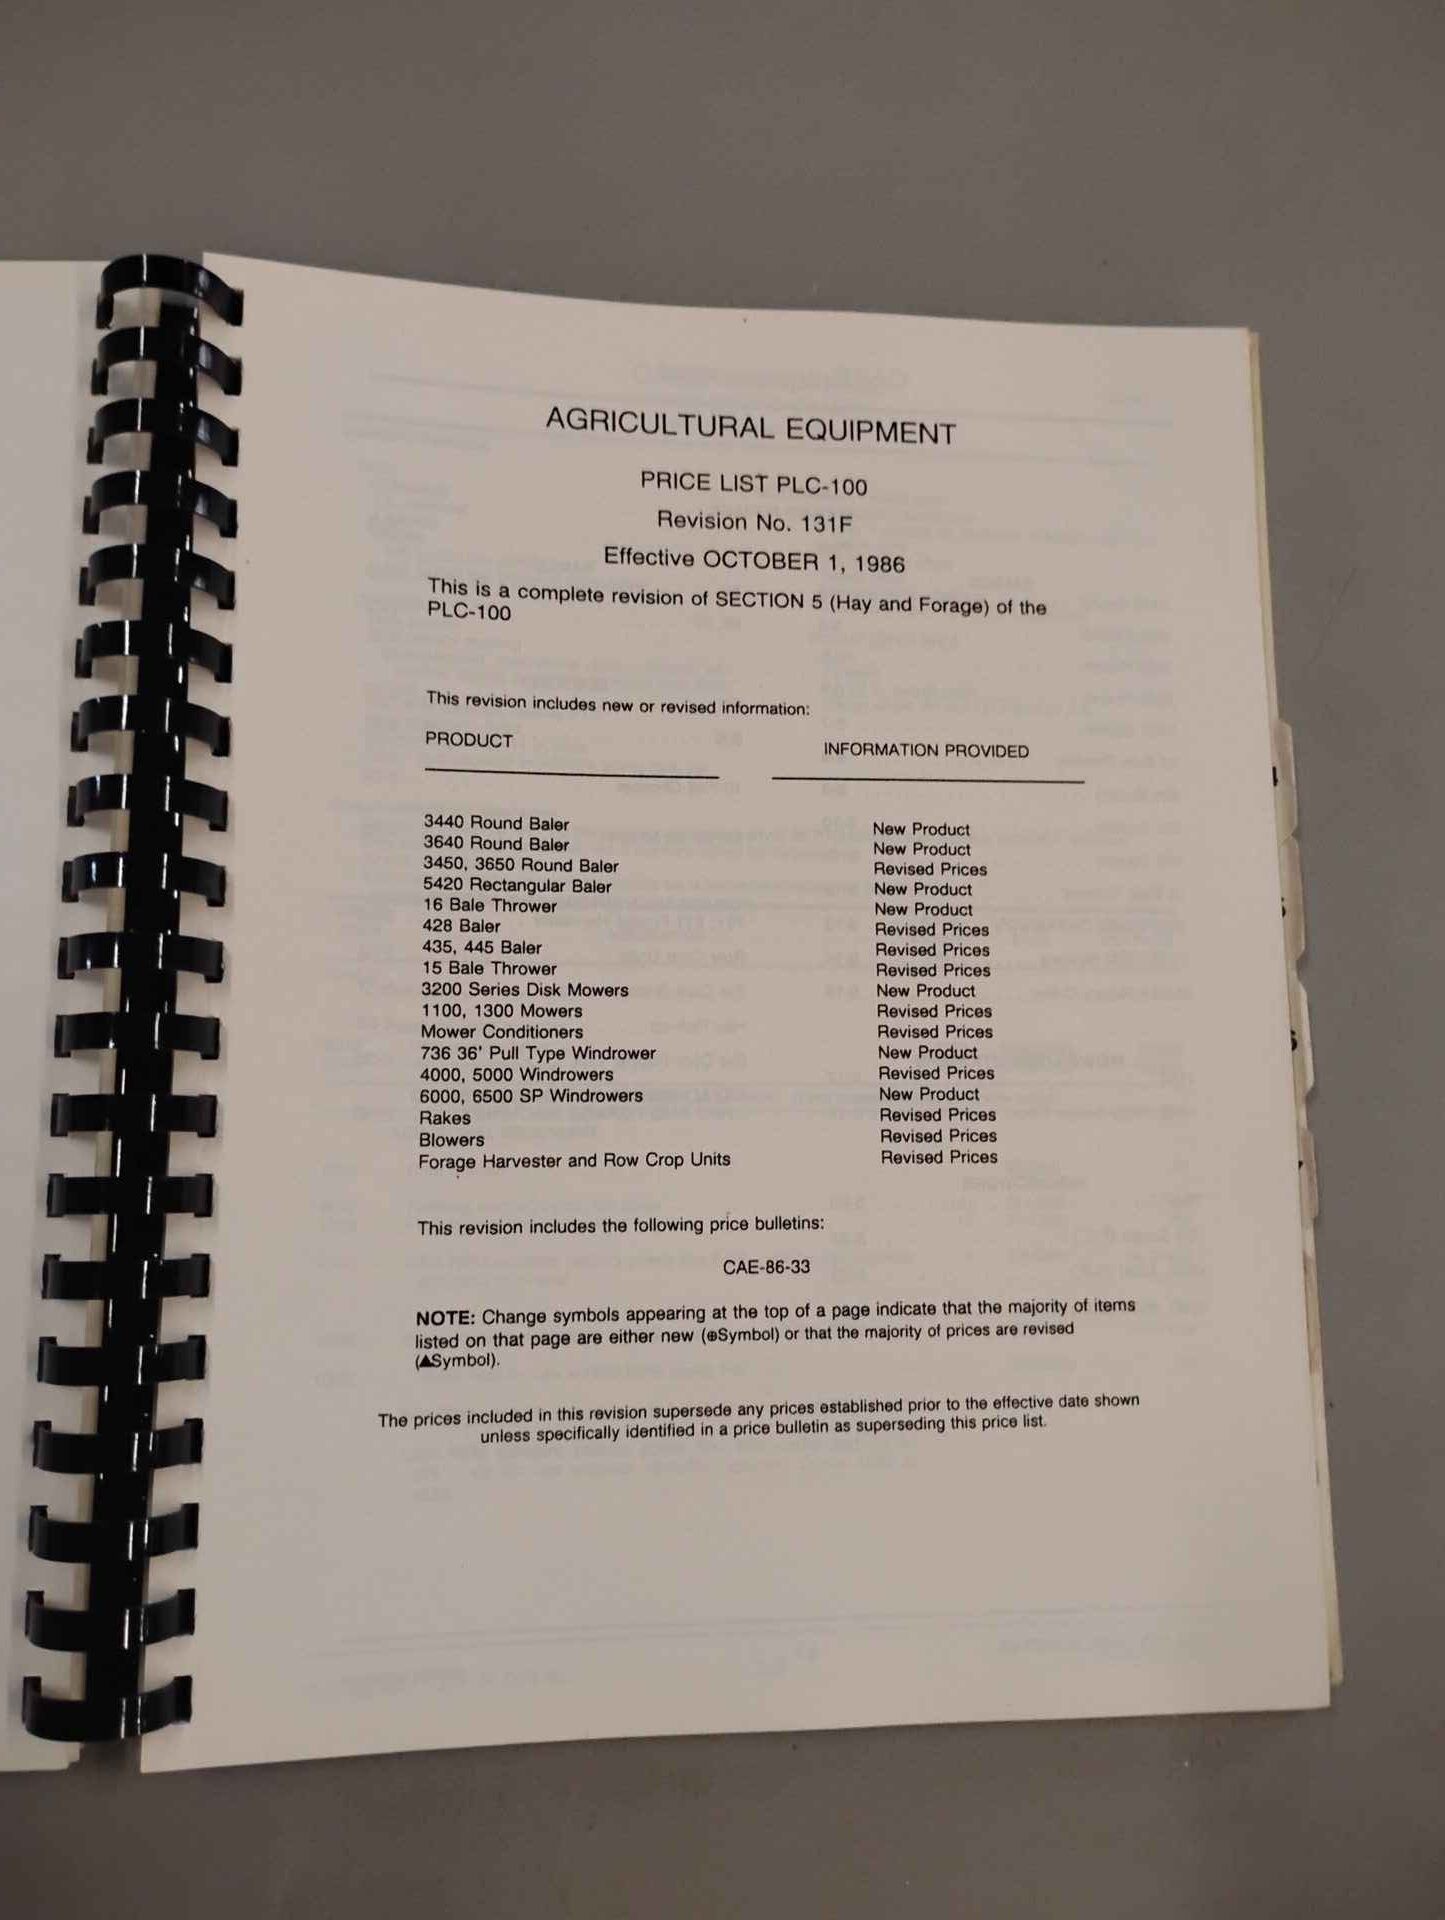 AGRICULTURAL EQUIPMENT
PRICE LIST PLC-100
Revision No. 131F
Effective OCTOBER 1, 1986
This is a complete revision of SECTION 5 (Hay and Forage) of the
PLC-100
This revision includes new or revised information:
PRODUCT INFORMATION PROVIDED
3440 Round Baler New Product
3640 Round Baler New Product
3450, 3650 Round Baler Revised Prices
5420 Rectangular Baler New Product
16 Bale Thrower New Product
428 Baler Revised Prices
435, 445 Baler Revised Prices
15 Bale Thrower Revised Prices
3200 Series Disk Mowers New Product
1100, 1300 Mowers Revised Prices
Mower Conditioners Revised Prices
736 36' Pull Type Windrower New Product
4000, 5000 Windrowers Revised Prices
6000, 6500 SP Windrowers New Product
Rakes Revised Prices
Blowers Revised Prices
Forage Harvester and Row Crop Units Revised Prices
This revision includes the following price bulletins:
CAE-86-33
NOTE: Change symbols appearing at the top of a page indicate that the majority of items
listed on that page are either new (⊕Symbol) or that the majority of prices are revised
(▲Symbol).
The prices included in this revision supersede any prices established prior to the effective date shown
unless specifically identified in a price bulletin as superseding this price list.